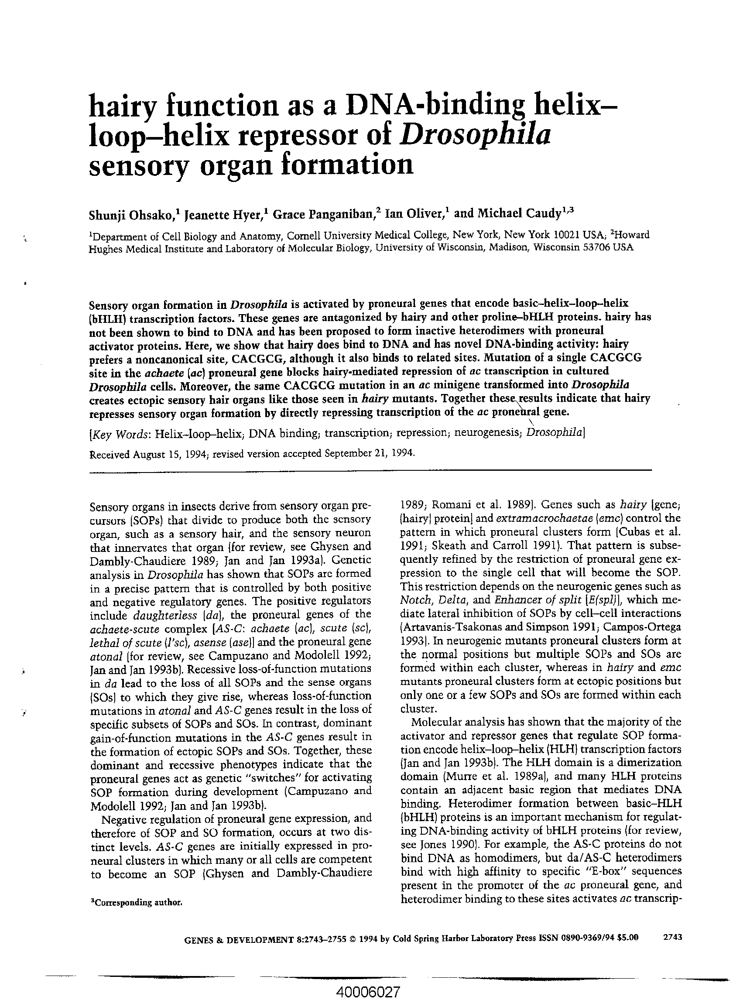 hairy function as a DNA-binding helix–
loop–helix repressor of Drosophila
sensory organ formation
Shunji Ohsako,¹ Jeanette Hyer,¹ Grace Panganiban,² Ian Oliver,¹ and Michael Caudy¹,³
¹Department of Cell Biology and Anatomy, Cornell University Medical College, New York, New York 10021 USA; ²Howard
Hughes Medical Institute and Laboratory of Molecular Biology, University of Wisconsin, Madison, Wisconsin 53706 USA
Sensory organ formation in Drosophila is activated by proneural genes that encode basic–helix–loop–helix
(bHLH) transcription factors. These genes are antagonized by hairy and other proline–bHLH proteins. hairy has
not been shown to bind to DNA and has been proposed to form inactive heterodimers with proneural
activator proteins. Here, we show that hairy does bind to DNA and has novel DNA-binding activity: hairy
prefers a noncanonical site, CACGCG, although it also binds to related sites. Mutation of a single CACGCG
site in the achaete (ac) proneural gene blocks hairy-mediated repression of ac transcription in cultured
Drosophila cells. Moreover, the same CACGCG mutation in an ac minigene transformed into Drosophila
creates ectopic sensory hair organs like those seen in hairy mutants. Together these results indicate that hairy
represses sensory organ formation by directly repressing transcription of the ac proneural gene.
[Key Words: Helix–loop–helix; DNA binding; transcription; repression; neurogenesis; Drosophila]
Received August 15, 1994; revised version accepted September 21, 1994.
Sensory organs in insects derive from sensory organ pre-
cursors (SOPs) that divide to produce both the sensory
organ, such as a sensory hair, and the sensory neuron
that innervates that organ (for review, see Ghysen and
Dambly-Chaudiere 1989; Jan and Jan 1993a). Genetic
analysis in Drosophila has shown that SOPs are formed
in a precise pattern that is controlled by both positive
and negative regulatory genes. The positive regulators
include daughterless (da), the proneural genes of the
achaete-scute complex [AS-C: achaete (ac), scute (sc),
lethal of scute (l'sc), asense (ase)] and the proneural gene
atonal (for review, see Campuzano and Modolell 1992;
Jan and Jan 1993b). Recessive loss-of-function mutations
in da lead to the loss of all SOPs and the sense organs
(SOs) to which they give rise, whereas loss-of-function
mutations in atonal and AS-C genes result in the loss of
specific subsets of SOPs and SOs. In contrast, dominant
gain-of-function mutations in the AS-C genes result in
the formation of ectopic SOPs and SOs. Together, these
dominant and recessive phenotypes indicate that the
proneural genes act as genetic “switches” for activating
SOP formation during development (Campuzano and
Modolell 1992; Jan and Jan 1993b).
Negative regulation of proneural gene expression, and
therefore of SOP and SO formation, occurs at two dis-
tinct levels. AS-C genes are initially expressed in pro-
neural clusters in which many or all cells are competent
to become an SOP (Ghysen and Dambly-Chaudiere
³Corresponding author.
1989; Romani et al. 1989). Genes such as hairy [gene;
(hairy) protein] and extramacrochaetae (emc) control the
pattern in which proneural clusters form (Cubas et al.
1991; Skeath and Carroll 1991). That pattern is subse-
quently refined by the restriction of proneural gene ex-
pression to the single cell that will become the SOP.
This restriction depends on the neurogenic genes such as
Notch, Delta, and Enhancer of split [E(spl)], which me-
diate lateral inhibition of SOPs by cell–cell interactions
(Artavanis-Tsakonas and Simpson 1991; Campos-Ortega
1993). In neurogenic mutants proneural clusters form at
the normal positions but multiple SOPs and SOs are
formed within each cluster, whereas in hairy and emc
mutants proneural clusters form at ectopic positions but
only one or a few SOPs and SOs are formed within each
cluster.
Molecular analysis has shown that the majority of the
activator and repressor genes that regulate SOP forma-
tion encode helix–loop–helix (HLH) transcription factors
(Jan and Jan 1993b). The HLH domain is a dimerization
domain (Murre et al. 1989a), and many HLH proteins
contain an adjacent basic region that mediates DNA
binding. Heterodimer formation between basic–HLH
(bHLH) proteins is an important mechanism for regulat-
ing DNA-binding activity of bHLH proteins (for review,
see Jones 1990). For example, the AS-C proteins do not
bind DNA as homodimers, but da/AS-C heterodimers
bind with high affinity to specific “E-box” sequences
present in the promoter of the ac proneural gene, and
heterodimer binding to these sites activates ac transcrip-
GENES & DEVELOPMENT 8:2743–2755 © 1994 by Cold Spring Harbor Laboratory Press ISSN 0890-9369/94 $5.00 2743
40006027